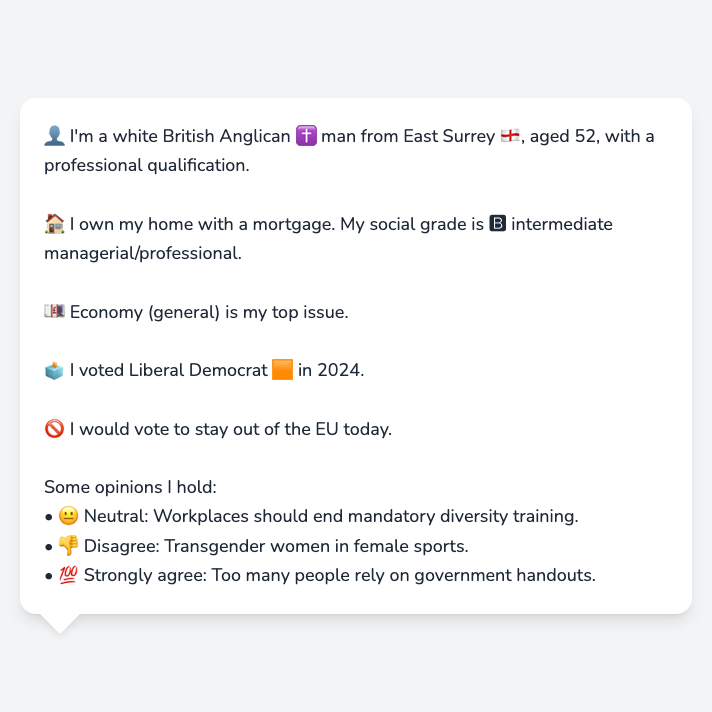 👤 I'm a white British Anglican ✝️ man from East Surrey 🏴󠁧󠁢󠁥󠁮󠁧󠁿, aged 52, with a
professional qualification.
🏠 I own my home with a mortgage. My social grade is 🅱 intermediate
managerial/professional.
💷 Economy (general) is my top issue.
🗳️ I voted Liberal Democrat 🟧 in 2024.
🚫 I would vote to stay out of the EU today.
Some opinions I hold:
• 😐 Neutral: Workplaces should end mandatory diversity training.
• 👎 Disagree: Transgender women in female sports.
• 💯 Strongly agree: Too many people rely on government handouts.